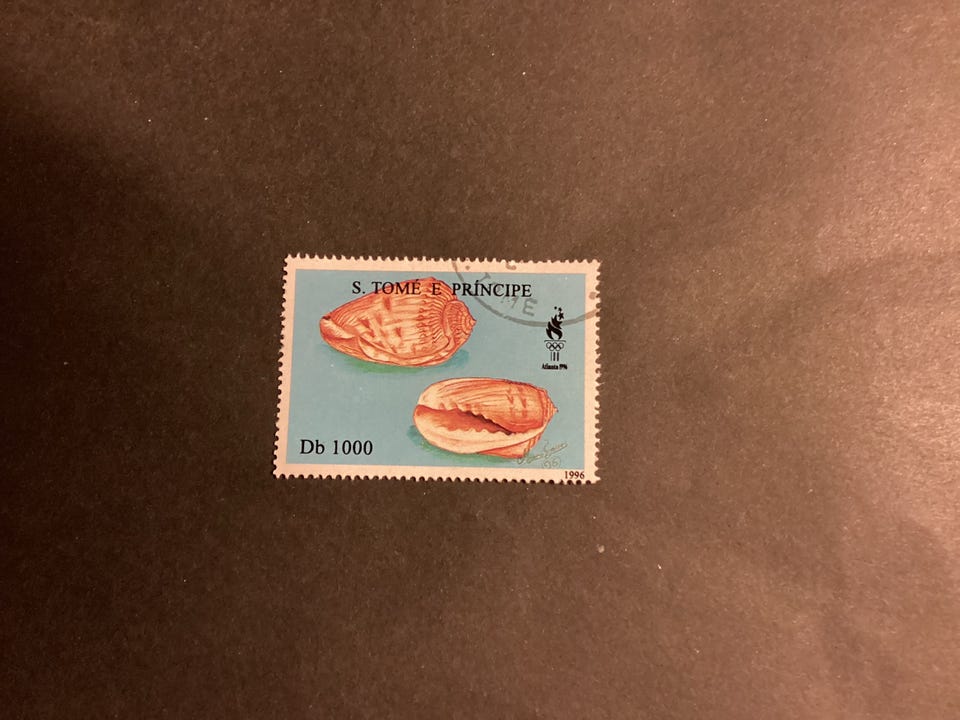 S. TOMÉ E PRÍNCIPE
Atlanta 1996
Db 1000
1996